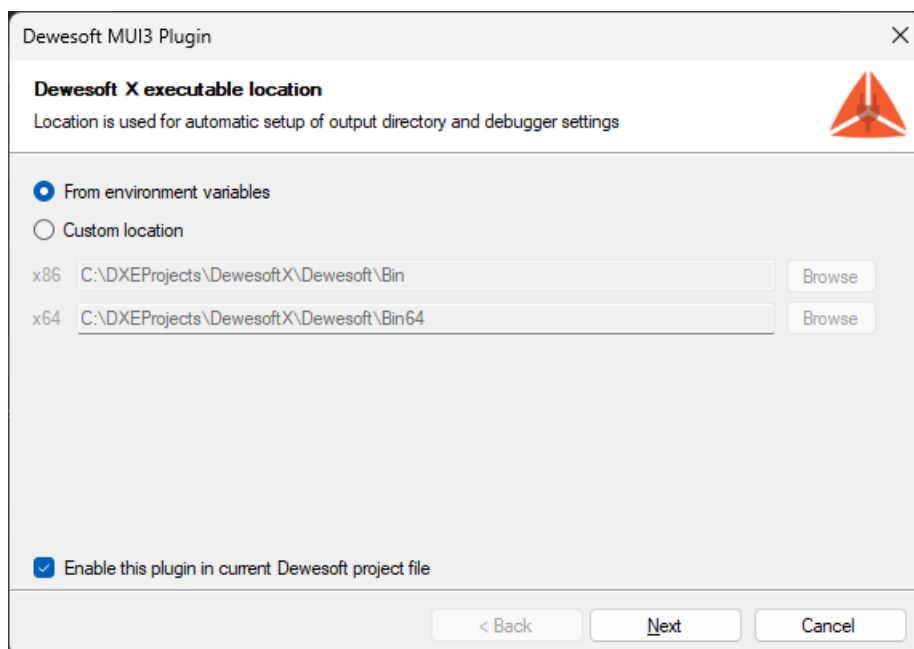 Dewesoft MUI3 Plugin
Dewesoft X executable location
Location is used for automatic setup of output directory and debugger settings
From environment variables
Custom location
x86 C:\DXEProjects\DewesoftX\Dewesoft\Bin Browse
x64 C:\DXEProjects\DewesoftX\Dewesoft\Bin64 Browse
Enable this plugin in current Dewesoft project file
< Back Next Cancel